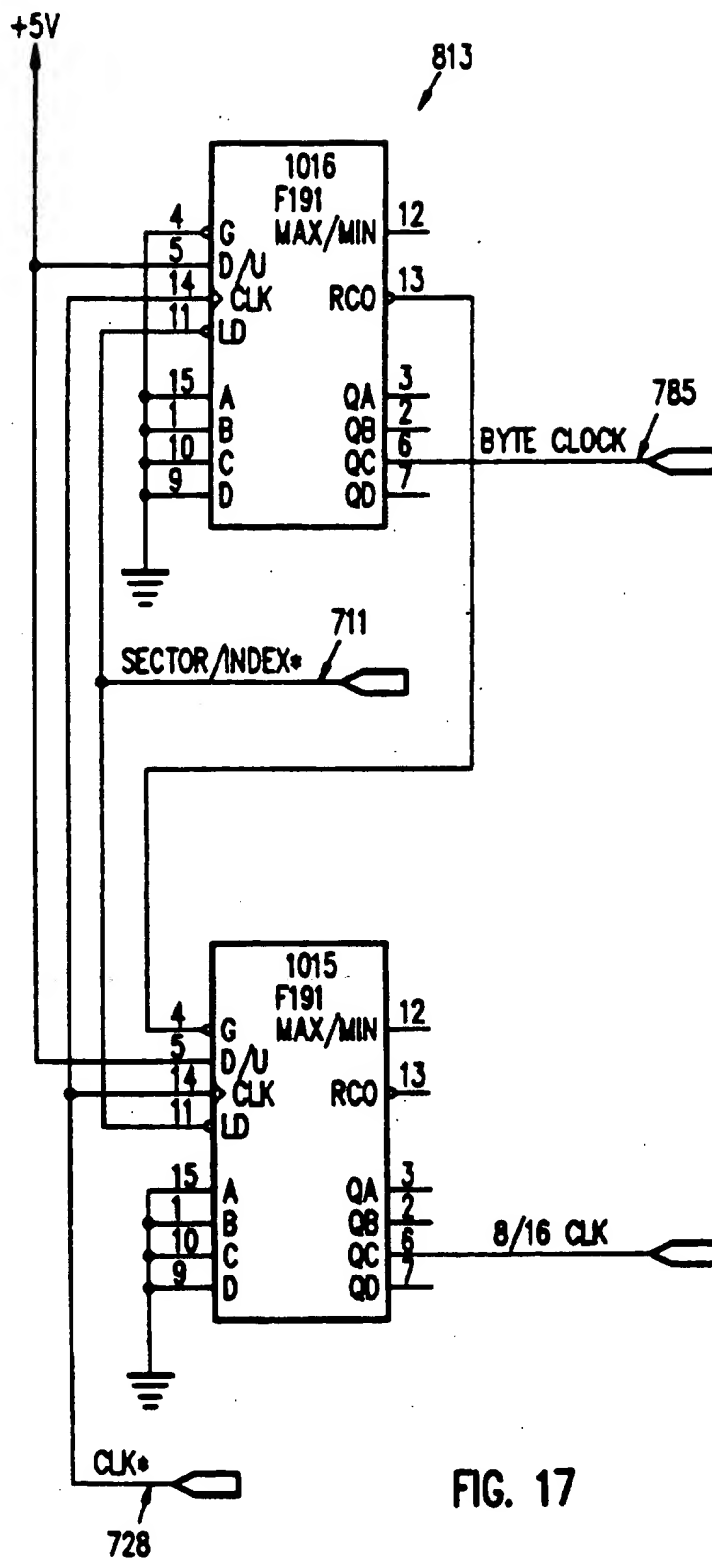 +5V
813
1016
F191
4 G MAX/MIN 12
5 D/U
14 CLK RCO 13
11 LD
15 A QA 3
1 B QB 2
10 C QC 6 BYTE CLOCK 785
9 D QD 7
SECTOR/INDEX* 711
1015
F191
4 G MAX/MIN 12
5 D/U
14 CLK RCO 13
11 LD
15 A QA 3
1 B QB 2
10 C QC 6 8/16 CLK
9 D QD 7
CLK*
728
FIG. 17